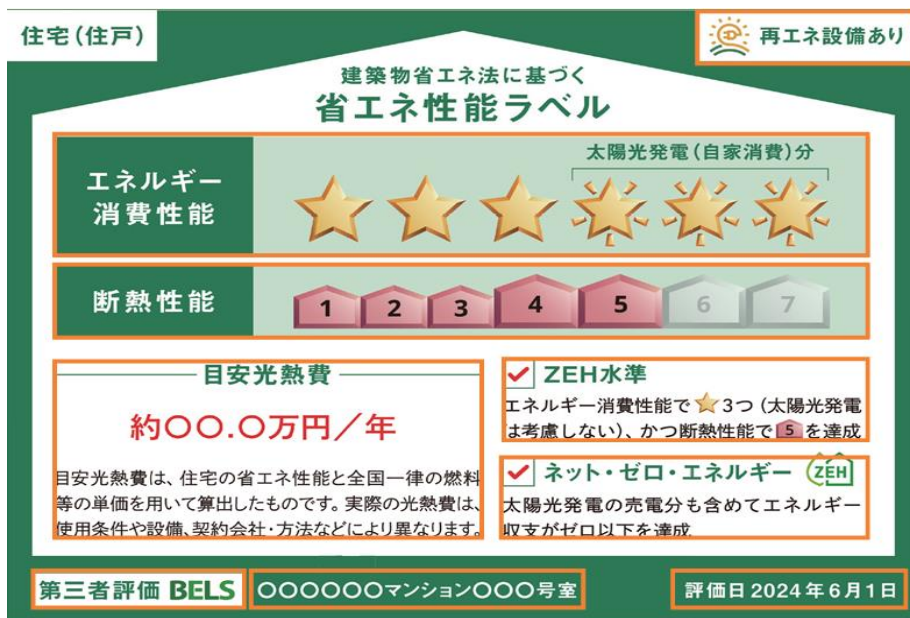 住宅（住戸）
再エネ設備あり
建築物省エネ法に基づく
省エネ性能ラベル
太陽光発電（自家消費）分
エネルギー
消費性能
断熱性能
1 2 3 4 5 6 7
目安光熱費
約〇〇.〇万円／年
目安光熱費は、住宅の省エネ性能と全国一律の燃料
等の単価を用いて算出したものです。実際の光熱費は、
使用条件や設備、契約会社・方法などにより異なります。
ZEH水準
エネルギー消費性能で★3つ（太陽光発電
は考慮しない）、かつ断熱性能で5を達成
ネット・ゼロ・エネルギー ZEH
太陽光発電の売電分も含めてエネルギー
収支がゼロ以下を達成
第三者評価 BELS
〇〇〇〇〇〇マンション〇〇〇号室
評価日2024年6月1日